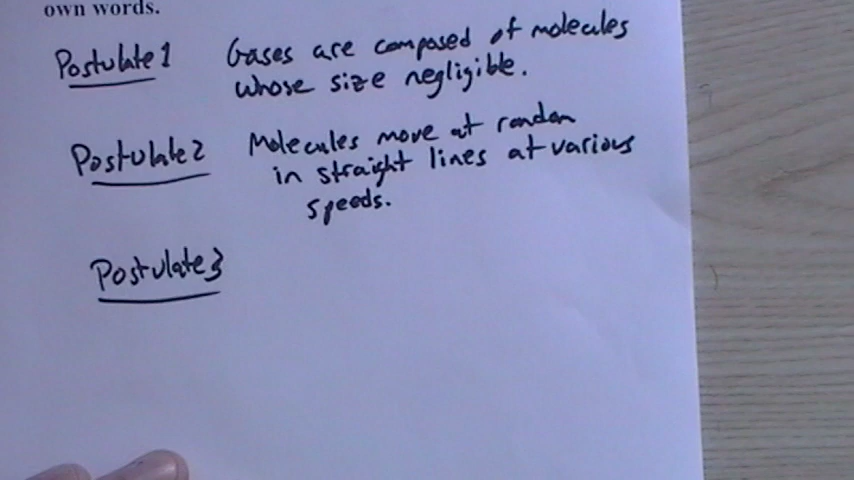 own words.
Postulate 1 Gases are composed of molecules
whose size negligible.
Postulate 2 Molecules move at random
in straight lines at various
speeds.
Postulate 3